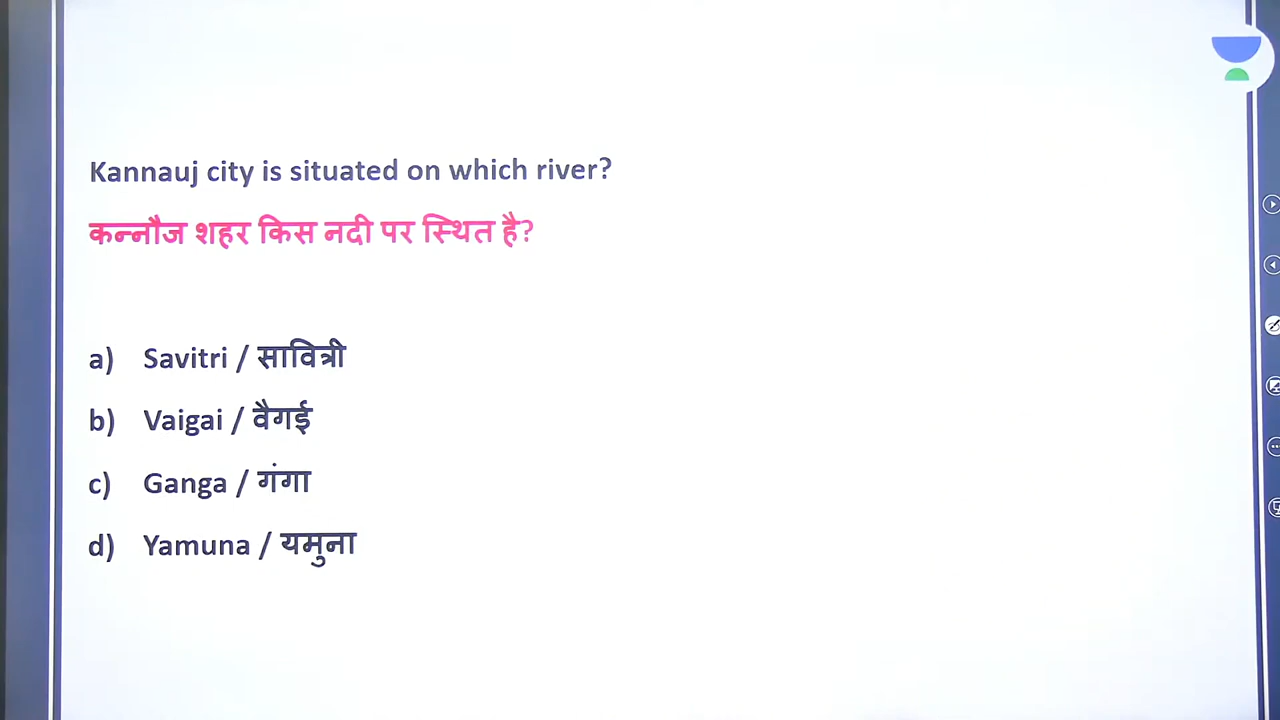 Kannauj city is situated on which river?
कन्नौज शहर किस नदी पर स्थित है?
a) Savitri / सावित्री
b) Vaigai / वैगई
c) Ganga / गंगा
d) Yamuna / यमुना